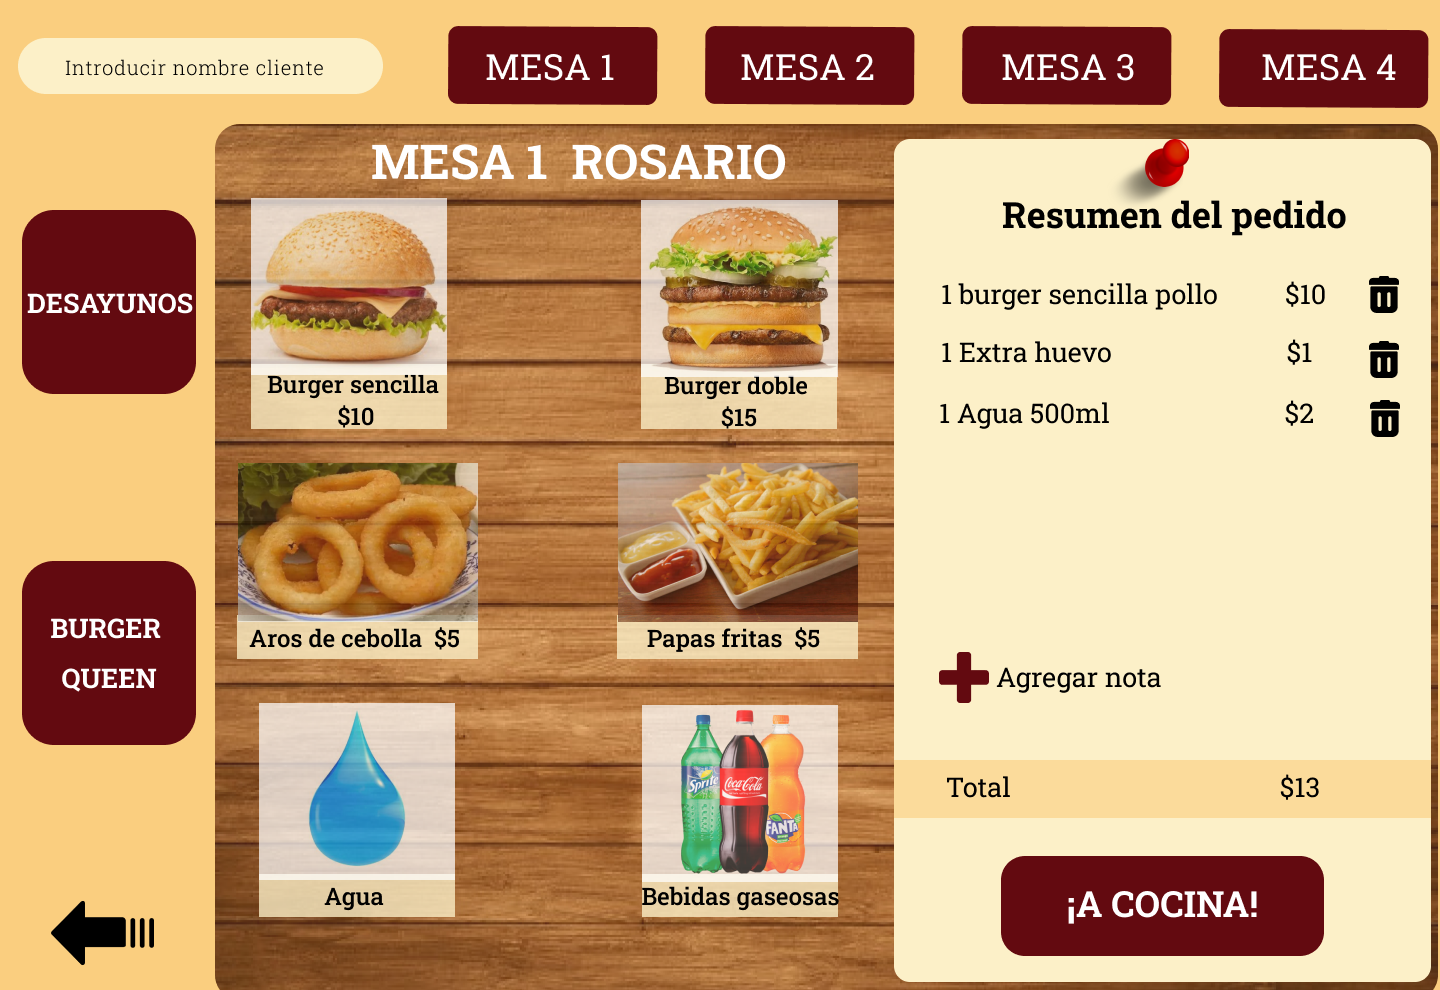 Introducir nombre cliente
MESA 1
MESA 2
MESA 3
MESA 4
MESA 1 ROSARIO
DESAYUNOS
BURGER
QUEEN
Burger sencilla
$10
Burger doble
$15
Aros de cebolla $5
Papas fritas $5
Agua
Sprite
Coca-Cola
FANTA
Bebidas gaseosas
Resumen del pedido
1 burger sencilla pollo $10
1 Extra huevo $1
1 Agua 500ml $2
Agregar nota
Total $13
¡A COCINA!